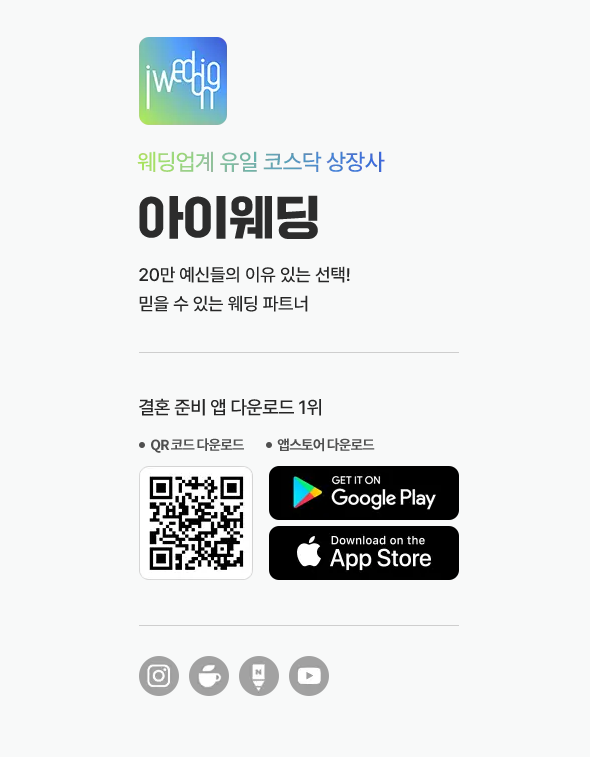 iwedding
웨딩업계 유일 코스닥 상장사
아이웨딩
20만 예신들의 이유 있는 선택!
믿을 수 있는 웨딩 파트너
결혼 준비 앱 다운로드 1위
• QR 코드 다운로드
• 앱스토어 다운로드
GET IT ON
Google Play
Download on the
App Store
N